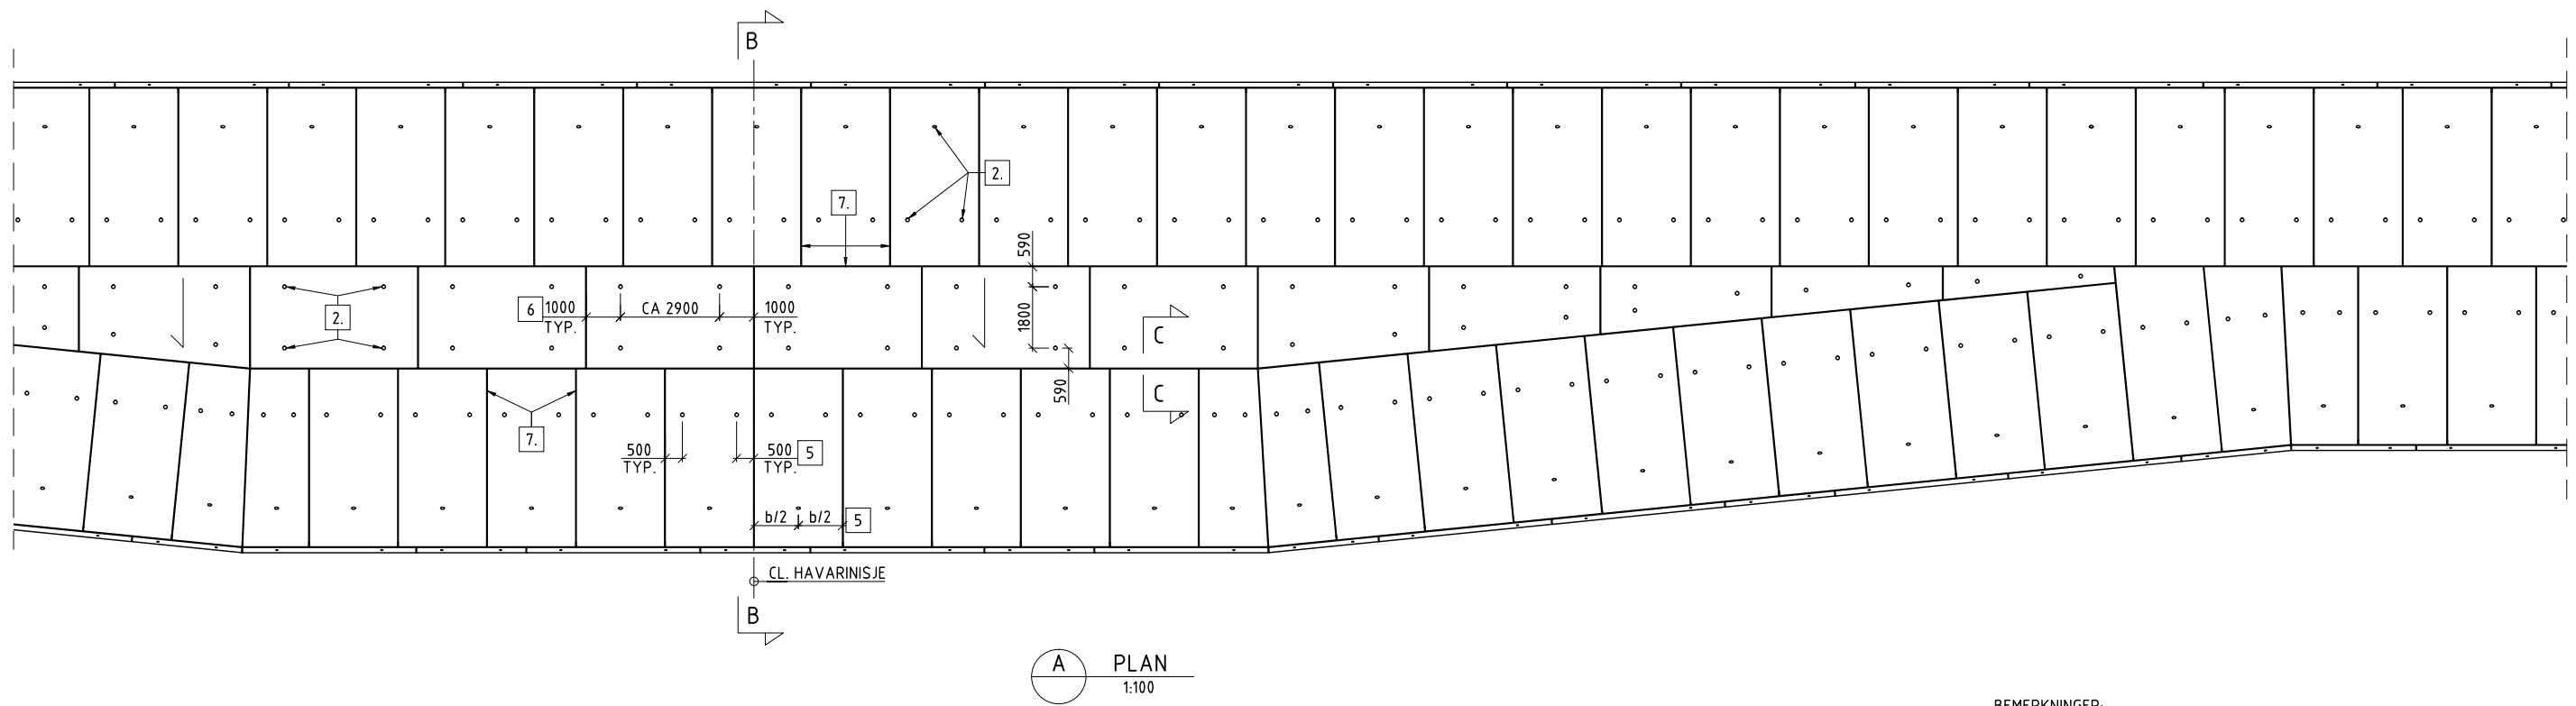 B
2.
7.
590
6 1000 TYP.
CA 2900
1000 TYP.
2.
1800
C
590
C
7.
500 TYP.
500 TYP. 5
b/2 b/2 5
CL. HAVARINISJE
B
A PLAN
1:100
BEMERKNINGER: